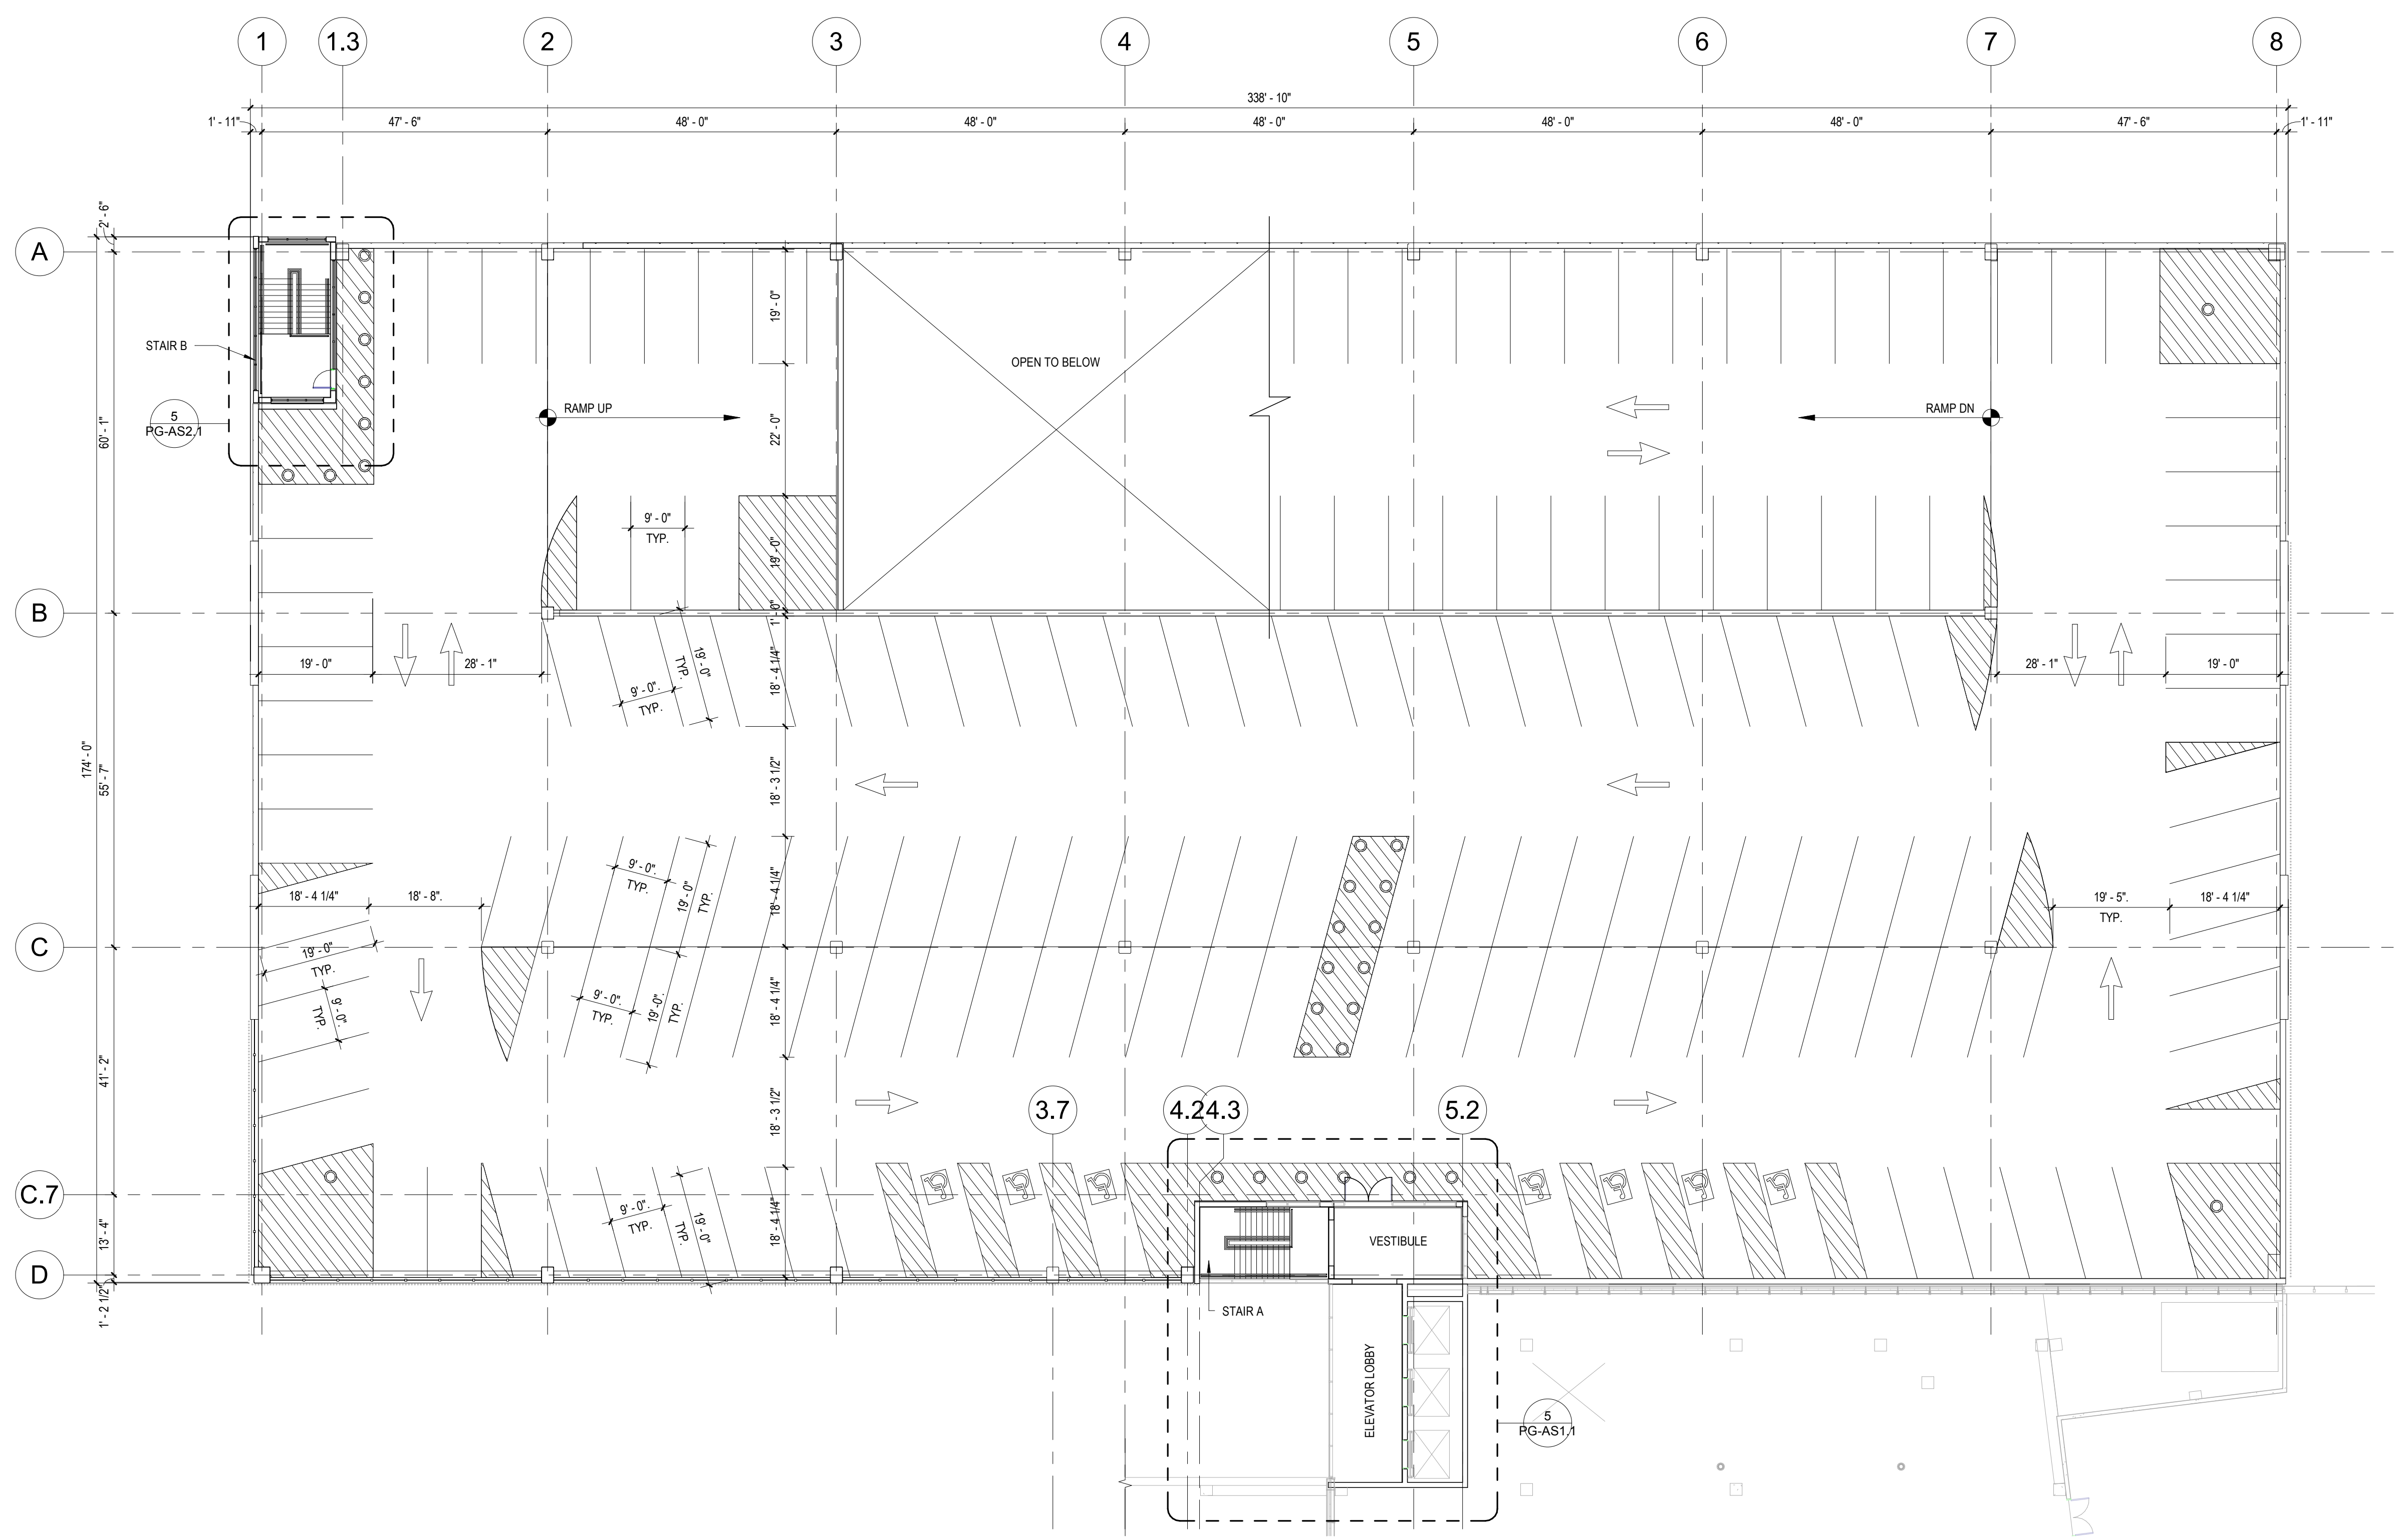 1
1.3
2
3
4
5
6
7
8
338' - 10"
1' - 11"
47' - 6"
48' - 0"
48' - 0"
48' - 0"
48' - 0"
48' - 0"
47' - 6"
1' - 11"
2' - 6"
A
19' - 0"
STAIR B
OPEN TO BELOW
5
PG-AS2.1
RAMP UP
RAMP DN
60' - 1"
22' - 0"
9' - 0"
TYP.
19' - 0"
B
1' - 0"
19' - 0"
28' - 1"
19' - 0"
TYP.
9' - 0".
TYP.
18' - 4 1/4"
28' - 1"
19' - 0"
174' - 0"
55' - 7"
18' - 3 1/2"
9' - 0".
TYP.
19' - 0"
TYP.
18' - 4 1/4"
18' - 4 1/4"
18' - 8".
19' - 5".
TYP.
18' - 4 1/4"
C
19' - 0"
TYP.
9' - 0".
TYP.
9' - 0".
TYP.
19' - 0".
TYP.
18' - 4 1/4"
41' - 2"
18' - 3 1/2"
3.7
4.2
4.3
5.2
C.7
9' - 0".
TYP.
19' - 0"
TYP.
18' - 4 1/4"
13' - 4"
VESTIBULE
D
1' - 2 1/2"
STAIR A
ELEVATOR LOBBY
5
PG-AS1.1